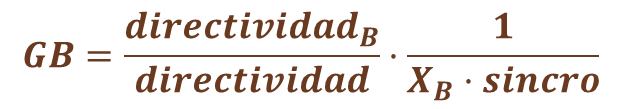 GB = directividad_B / directividad · 1 / X_B · sincro